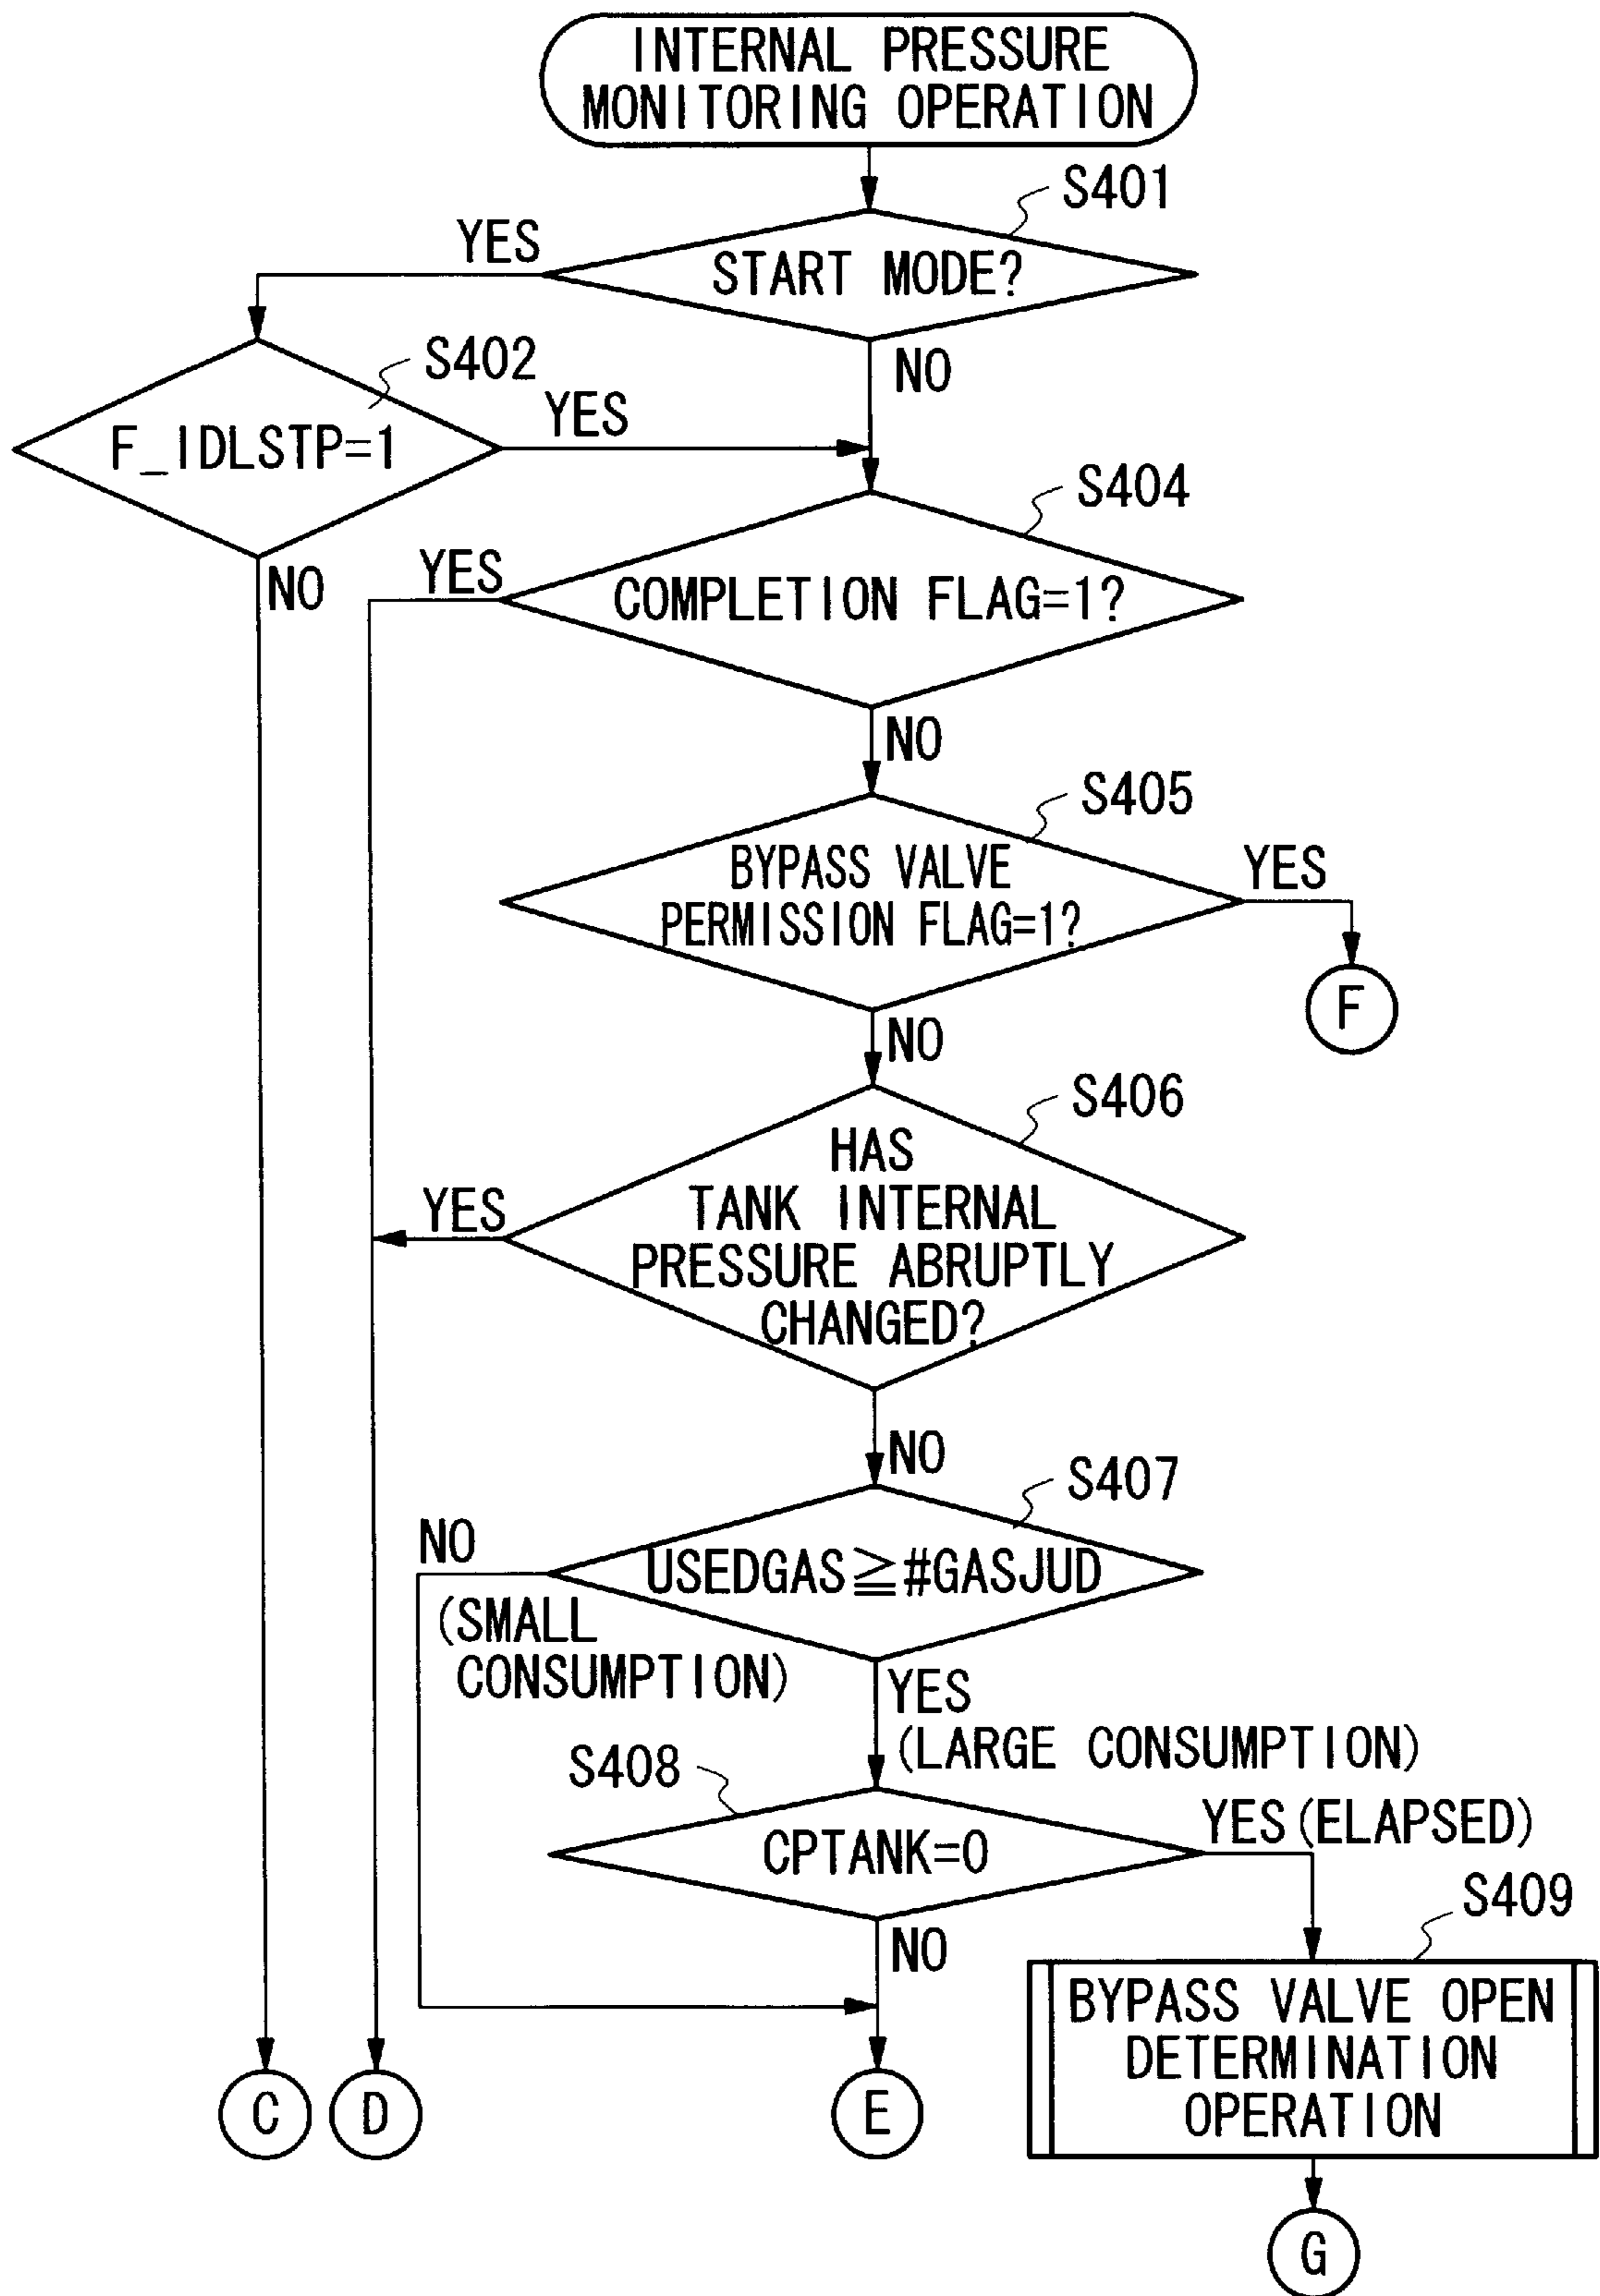 INTERNAL PRESSURE
MONITORING OPERATION
S401
YES
START MODE?
NO
S402
F_IDLSTP=1
YES
NO
S404
YES
COMPLETION FLAG=1?
NO
S405
BYPASS VALVE
PERMISSION FLAG=1?
YES
F
NO
S406
HAS
TANK INTERNAL
PRESSURE ABRUPTLY
CHANGED?
YES
NO
S407
NO
USEDGAS≧#GASJUD
(SMALL
CONSUMPTION)
YES
(LARGE CONSUMPTION)
S408
CPTANK=0
YES(ELAPSED)
NO
S409
BYPASS VALVE OPEN
DETERMINATION
OPERATION
C
D
E
G